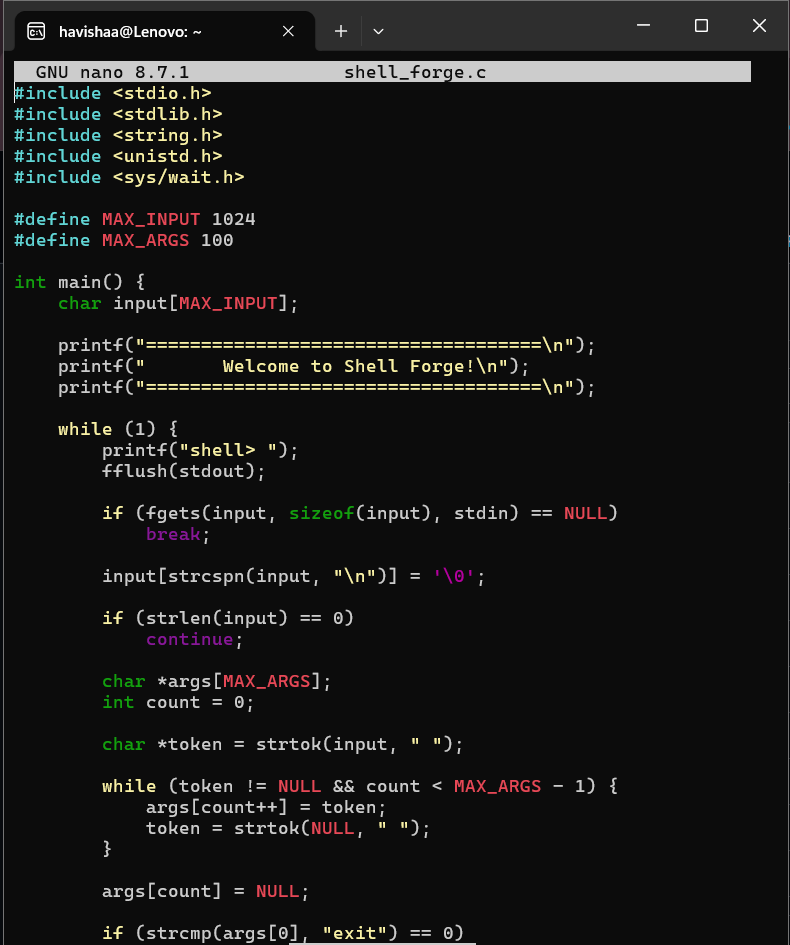 havishaa@Lenovo: ~
GNU nano 8.7.1 shell_forge.c
#include <stdio.h>
#include <stdlib.h>
#include <string.h>
#include <unistd.h>
#include <sys/wait.h>

#define MAX_INPUT 1024
#define MAX_ARGS 100

int main() {
    char input[MAX_INPUT];

    printf("====================================\n");
    printf("       Welcome to Shell Forge!\n");
    printf("====================================\n");

    while (1) {
        printf("shell> ");
        fflush(stdout);

        if (fgets(input, sizeof(input), stdin) == NULL)
            break;

        input[strcspn(input, "\n")] = '\0';

        if (strlen(input) == 0)
            continue;

        char *args[MAX_ARGS];
        int count = 0;

        char *token = strtok(input, " ");

        while (token != NULL && count < MAX_ARGS - 1) {
            args[count++] = token;
            token = strtok(NULL, " ");
        }

        args[count] = NULL;

        if (strcmp(args[0], "exit") == 0)